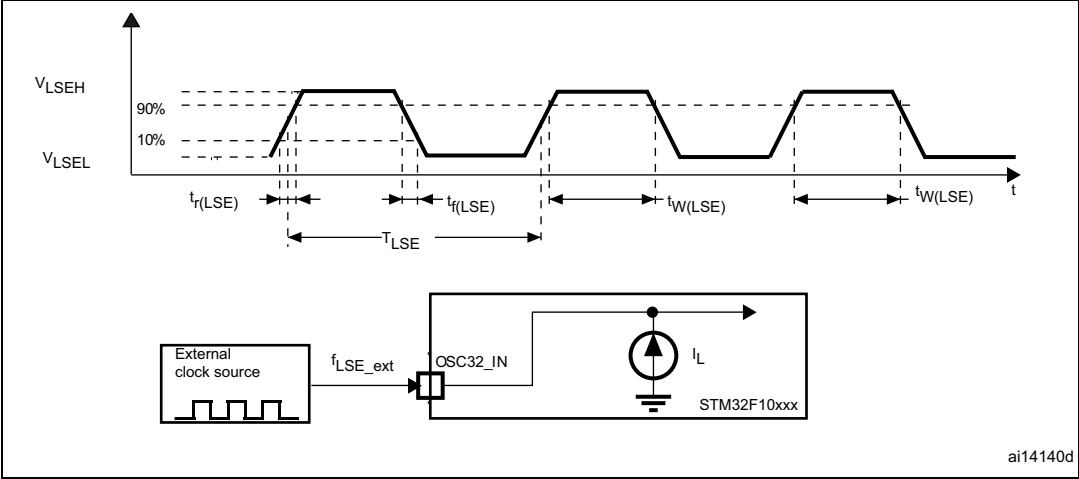 VLSEH
90%
10%
VLSEL
tr(LSE)
tf(LSE)
tW(LSE)
tW(LSE)
t
TLSE
External
clock source
fLSE_ext
OSC32_IN
IL
STM32F10xxx
ai14140d